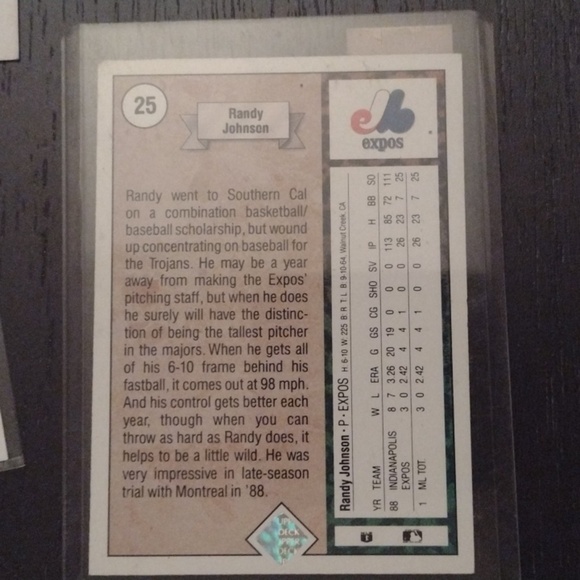 25
Randy
Johnson
Randy went to Southern Cal
on a combination basketball/
baseball scholarship, but wound
up concentrating on baseball for
the Trojans. He may be a year
away from making the Expos'
pitching staff, but when he does
he surely will have the distinc-
tion of being the tallest pitcher
in the majors. When he gets all
of his 6-10 frame behind his
fastball, it comes out at 98 mph.
And his control gets better each
year, though when you can
throw as hard as Randy does, it
helps to be a little wild. He was
very impressive in late-season
trial with Montreal in '88.
DECK
expos
Randy Johnson • P • EXPOS H 6-10 W 225 B R T L B 9-10-64, Walnut Creek, CA
YR TEAM W L ERA G GS CG SHO SV IP H BB SO
88 INDIANAPOLIS 8 7 3.26 20 19 0 0 0 113 85 72 111
EXPOS 3 0 2.42 4 4 1 0 0 26 23 7 25
1 ML TOT. 3 0 2.42 4 4 1 0 0 26 23 7 25